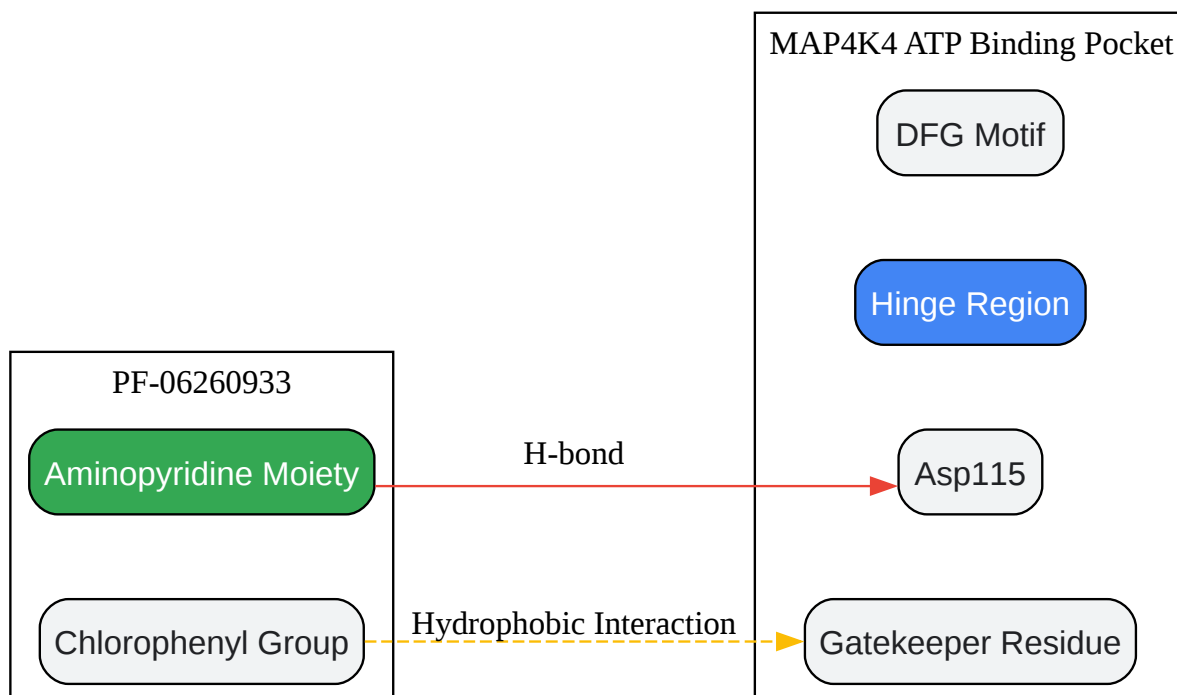 MAP4K4 ATP Binding Pocket
DFG Motif
Hinge Region
PF-06260933
Aminopyridine Moiety
H-bond
Asp115
Chlorophenyl Group
Hydrophobic Interaction
Gatekeeper Residue